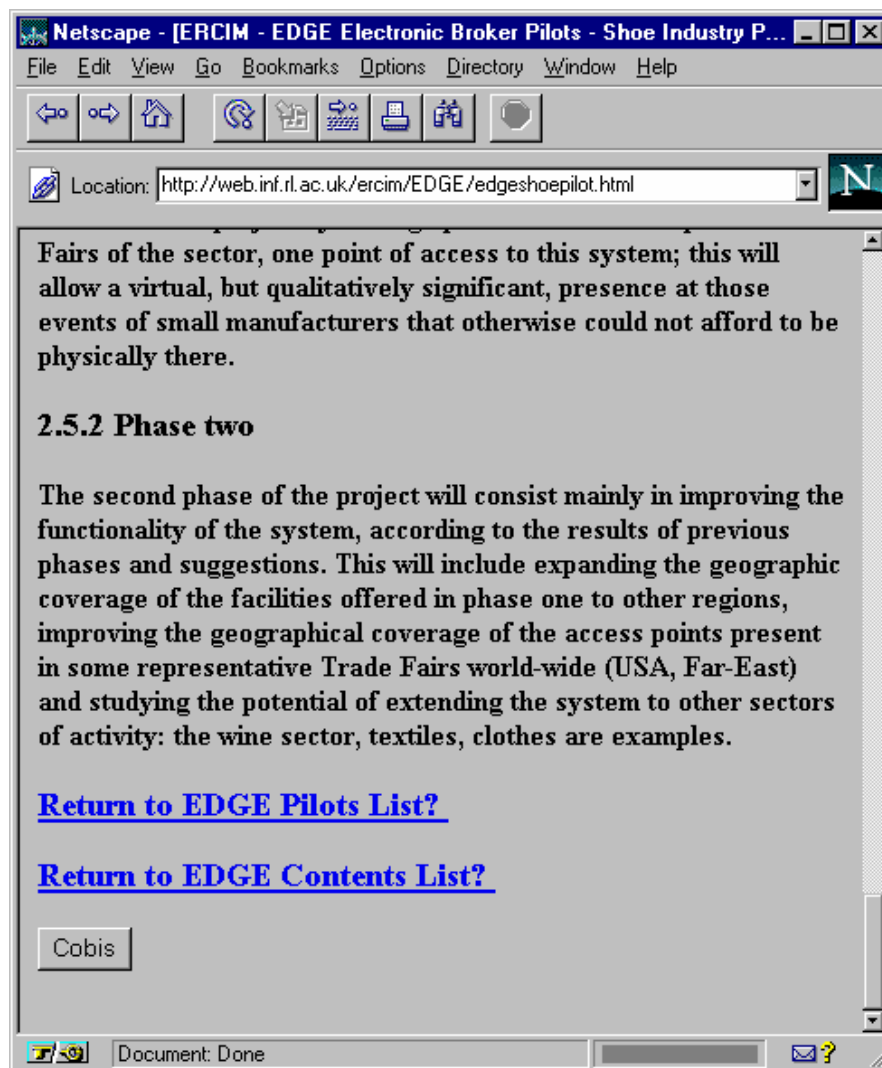 Netscape - [ERCIM - EDGE Electronic Broker Pilots - Shoe Industry P...
File Edit View Go Bookmarks Options Directory Window Help
Location: http://web.inf.rl.ac.uk/ercim/EDGE/edgeshoepilot.html
N
Fairs of the sector, one point of access to this system; this will
allow a virtual, but qualitatively significant, presence at those
events of small manufacturers that otherwise could not afford to be
physically there.
2.5.2 Phase two
The second phase of the project will consist mainly in improving the
functionality of the system, according to the results of previous
phases and suggestions. This will include expanding the geographic
coverage of the facilities offered in phase one to other regions,
improving the geographical coverage of the access points present
in some representative Trade Fairs world-wide (USA, Far-East)
and studying the potential of extending the system to other sectors
of activity: the wine sector, textiles, clothes are examples.
Return to EDGE Pilots List?
Return to EDGE Contents List?
Cobis
Document: Done